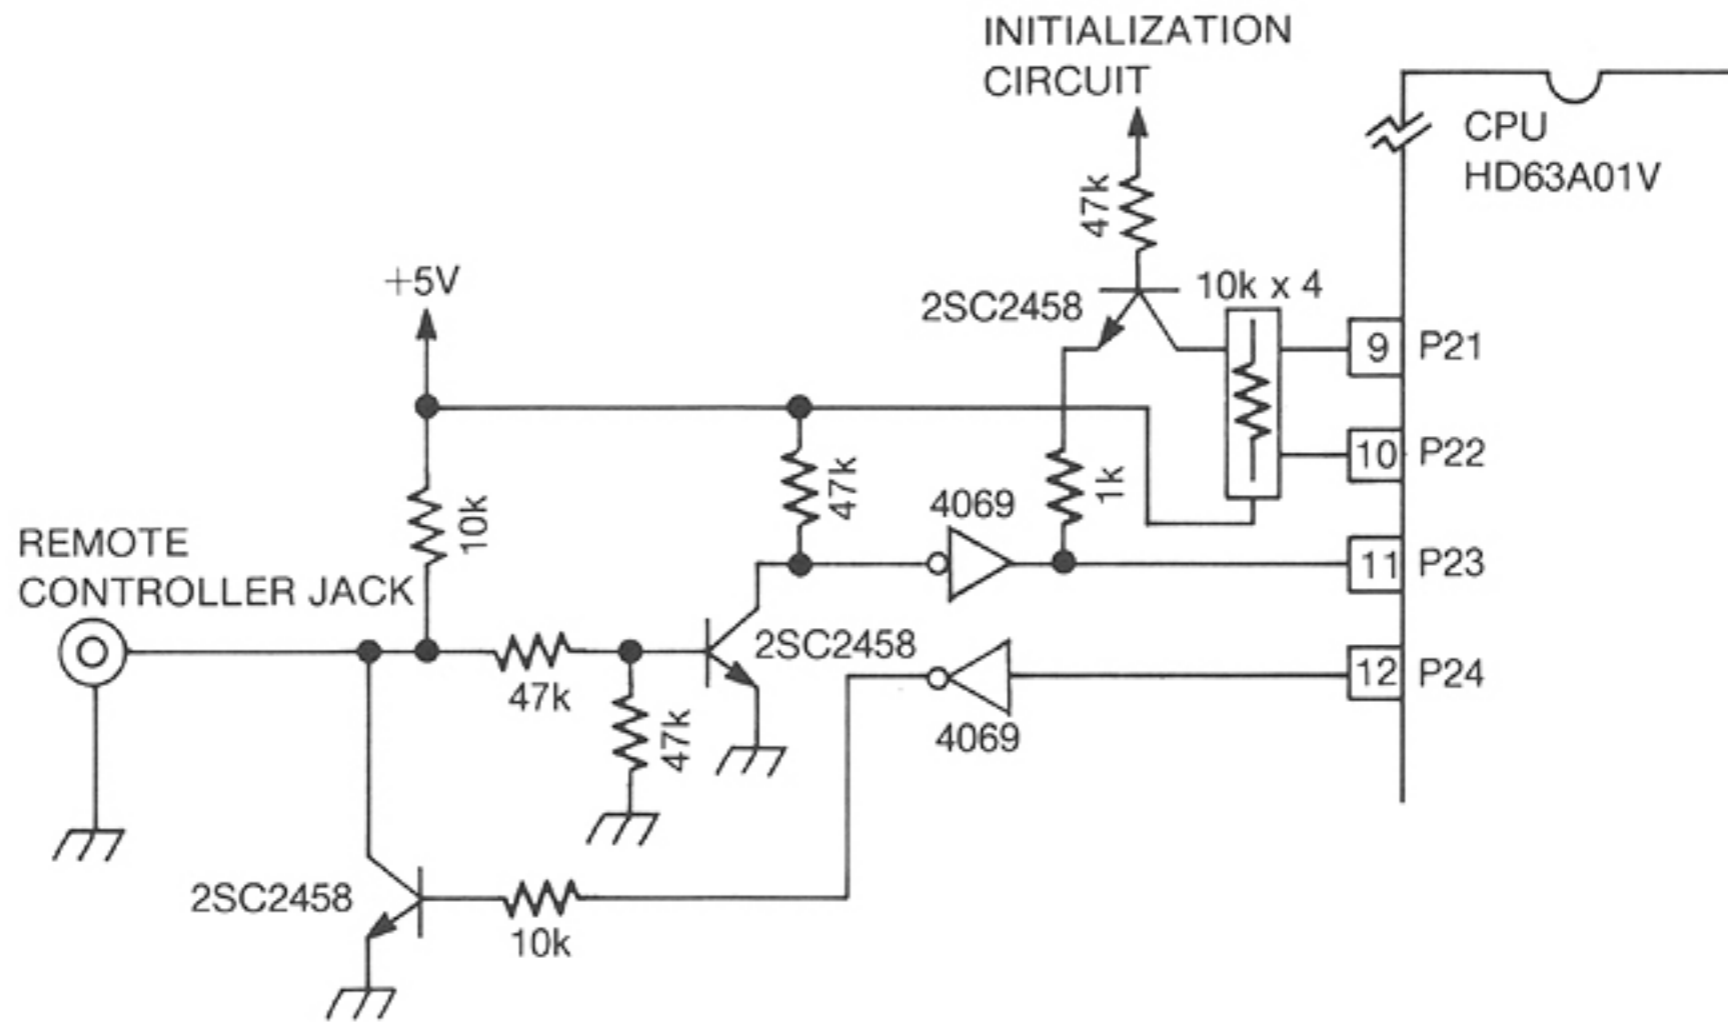 INITIALIZATION
CIRCUIT
CPU
HD63A01V
47k
+5V
2SC2458
10k x 4
9
P21
10
P22
10k
47k
1k
4069
REMOTE
CONTROLLER JACK
11
P23
2SC2458
12
P24
47k
47k
4069
2SC2458
10k